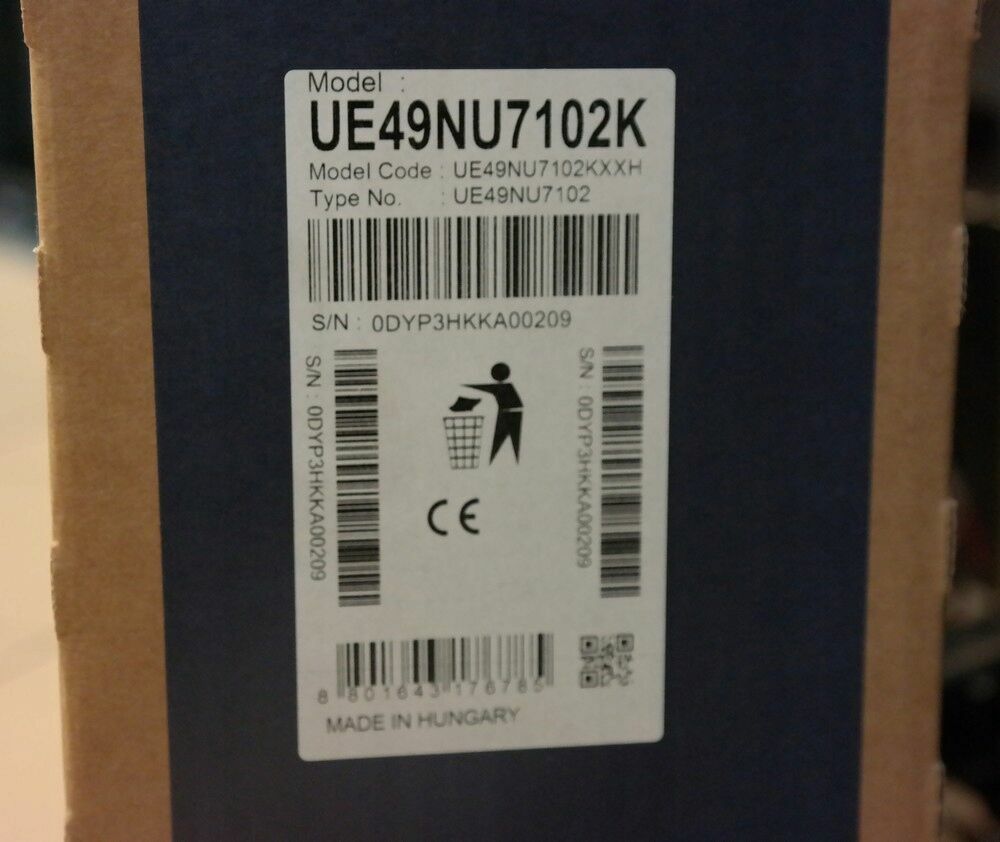 Model :
UE49NU7102K
Model Code : UE49NU7102KXXH
Type No. : UE49NU7102
S/N : 0DYP3HKKA00209
S/N : 0DYP3HKKA00209
S/N : 0DYP3HKKA00209
CE
8 801643 176785
MADE IN HUNGARY